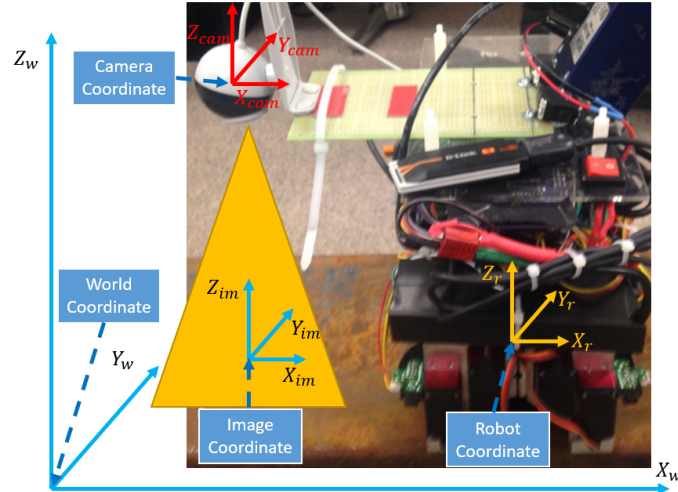 Z_cam
Y_cam
X_cam
Camera
Coordinate
Z_w
D-Link
World
Coordinate
Y_w
Z_im
Y_im
X_im
Z_r
Y_r
X_r
Image
Coordinate
Robot
Coordinate
X_w